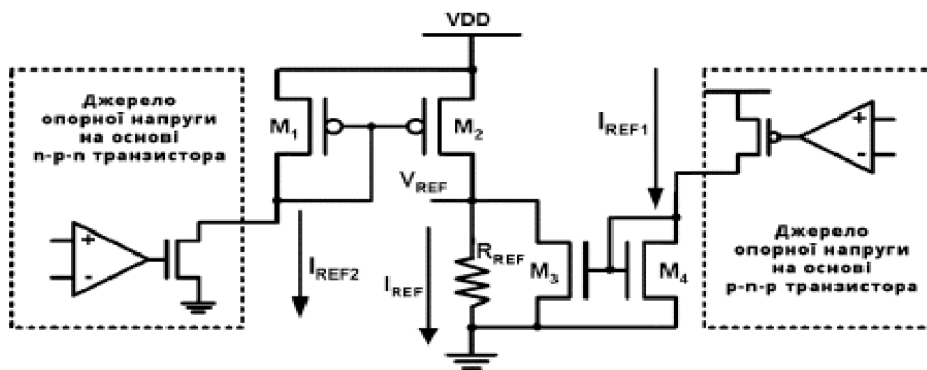 VDD
Джерело
опорної напруги
на основі
n-p-n транзистора
M1
M2
IREF1
+
-
VREF
+
-
IREF2
IREF
RREF
M3
M4
Джерело
опорної напруги
на основі
p-n-p транзистора